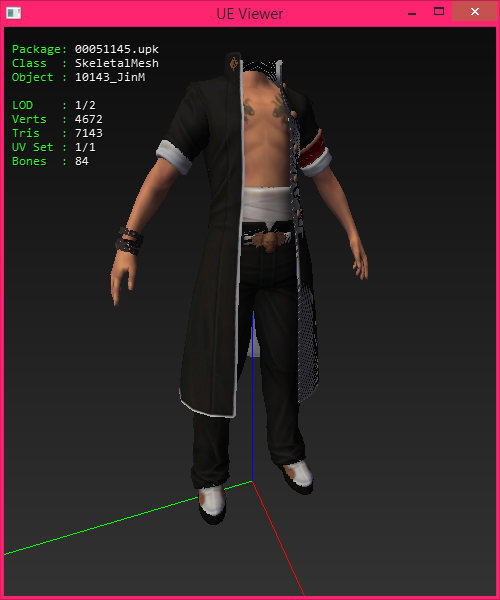 UE Viewer
Package: 00051145.upk
Class : SkeletalMesh
Object : 10143_JinM
LOD : 1/2
Verts : 4672
Tris : 7143
UV Set : 1/1
Bones : 84